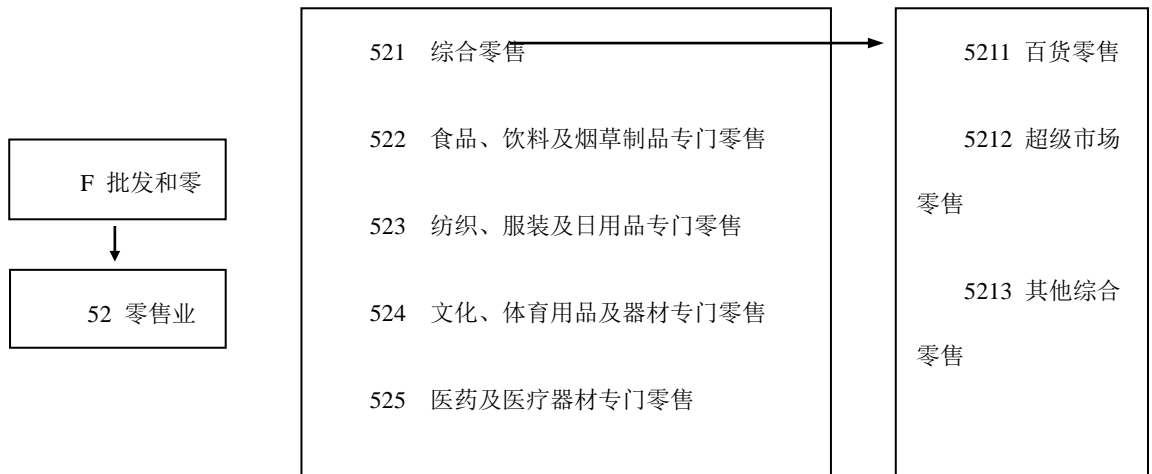 F 批发和零
52 零售业
521 综合零售
522 食品、饮料及烟草制品专门零售
523 纺织、服装及日用品专门零售
524 文化、体育用品及器材专门零售
525 医药及医疗器材专门零售
5211 百货零售
5212 超级市场
零售
5213 其他综合
零售